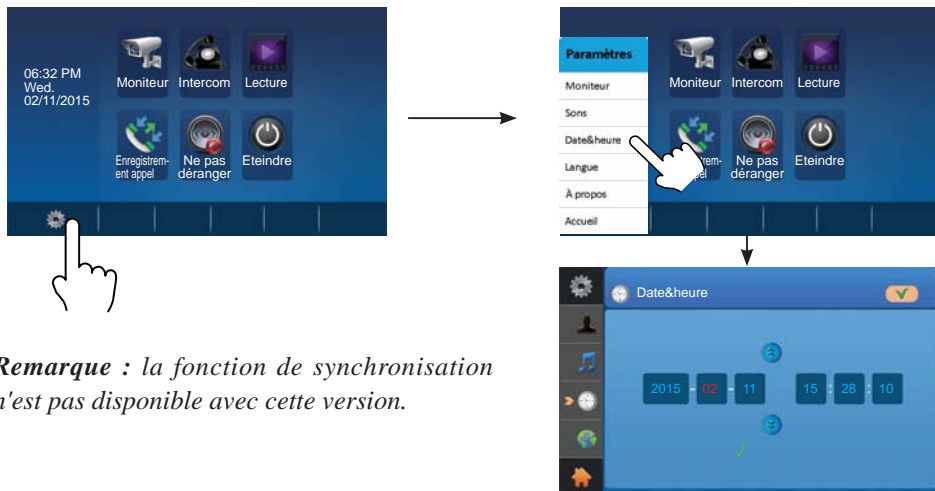 06:32 PM
Wed.
02/11/2015
Moniteur Intercom Lecture
Enregistrem-
ent appel
Ne pas
déranger
Eteindre
Paramètres
Moniteur
Sons
Date&heure
Langue
À propos
Accueil
Moniteur Intercom Lecture
Ne pas
déranger
Eteindre
Date&heure
2015 - 02 - 11 15 : 28 : 10
Remarque : la fonction de synchronisation
n'est pas disponible avec cette version.